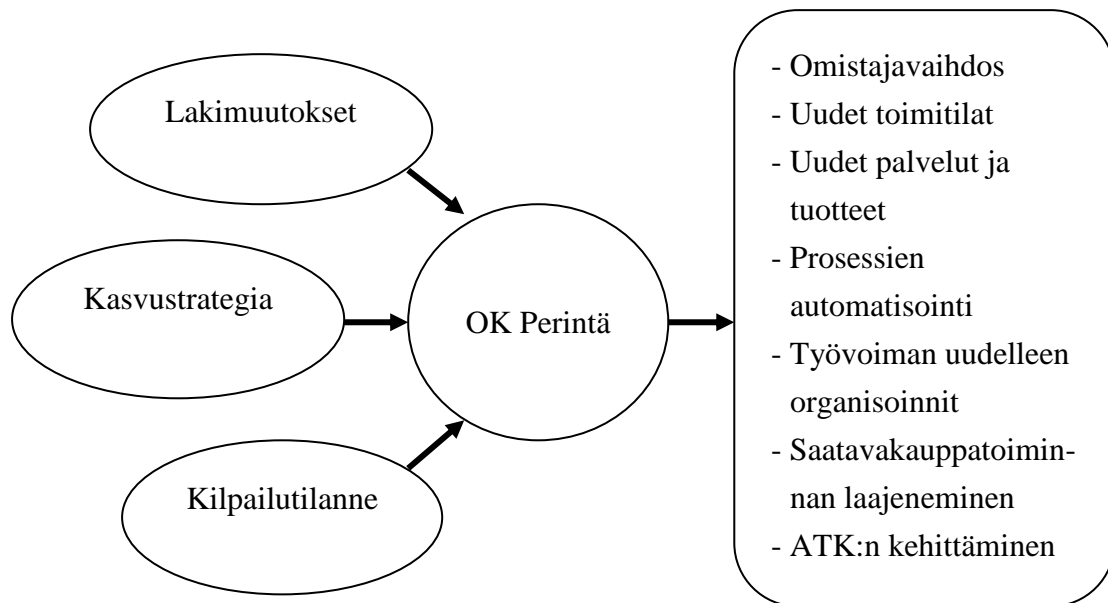 Lakimuutokset
Kasvustrategia
Kilpailutilanne
OK Perintä
- Omistajavaihdos
- Uudet toimitilat
- Uudet palvelut ja
tuotteet
- Prosessien
automatisointi
- Työvoiman uudelleen
organisoinnit
- Saatavakauppatoimin-
nan laajeneminen
- ATK:n kehittäminen